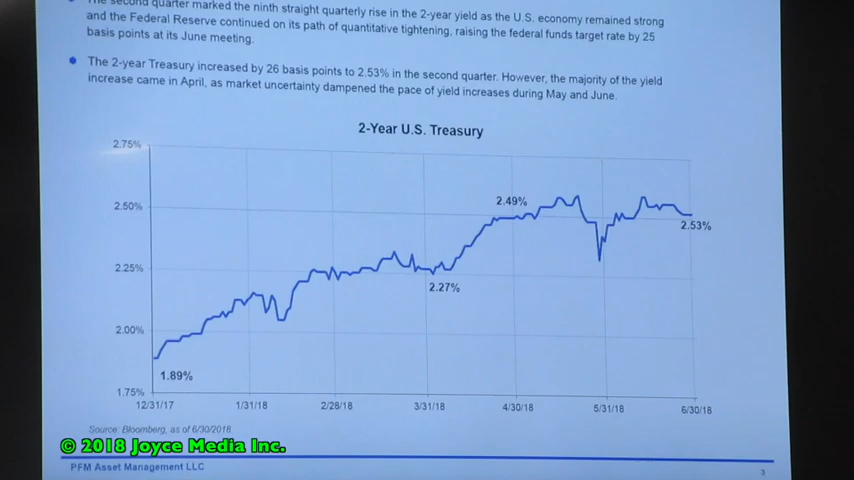 The second quarter marked the ninth straight quarterly rise in the 2-year yield as the U.S. economy remained strong
and the Federal Reserve continued on its path of quantitative tightening, raising the federal funds target rate by 25
basis points at its June meeting.
The 2-year Treasury increased by 26 basis points to 2.53% in the second quarter. However, the majority of the yield
increase came in April, as market uncertainty dampened the pace of yield increases during May and June.
2-Year U.S. Treasury
2.75%
2.50%
2.25%
2.00%
1.75%
2.49%
2.53%
2.27%
1.89%
12/31/17 1/31/18 2/28/18 3/31/18 4/30/18 5/31/18 6/30/18
Source: Bloomberg, as of 6/30/2018.
© 2018 Joyce Media Inc.
PFM Asset Management LLC
3